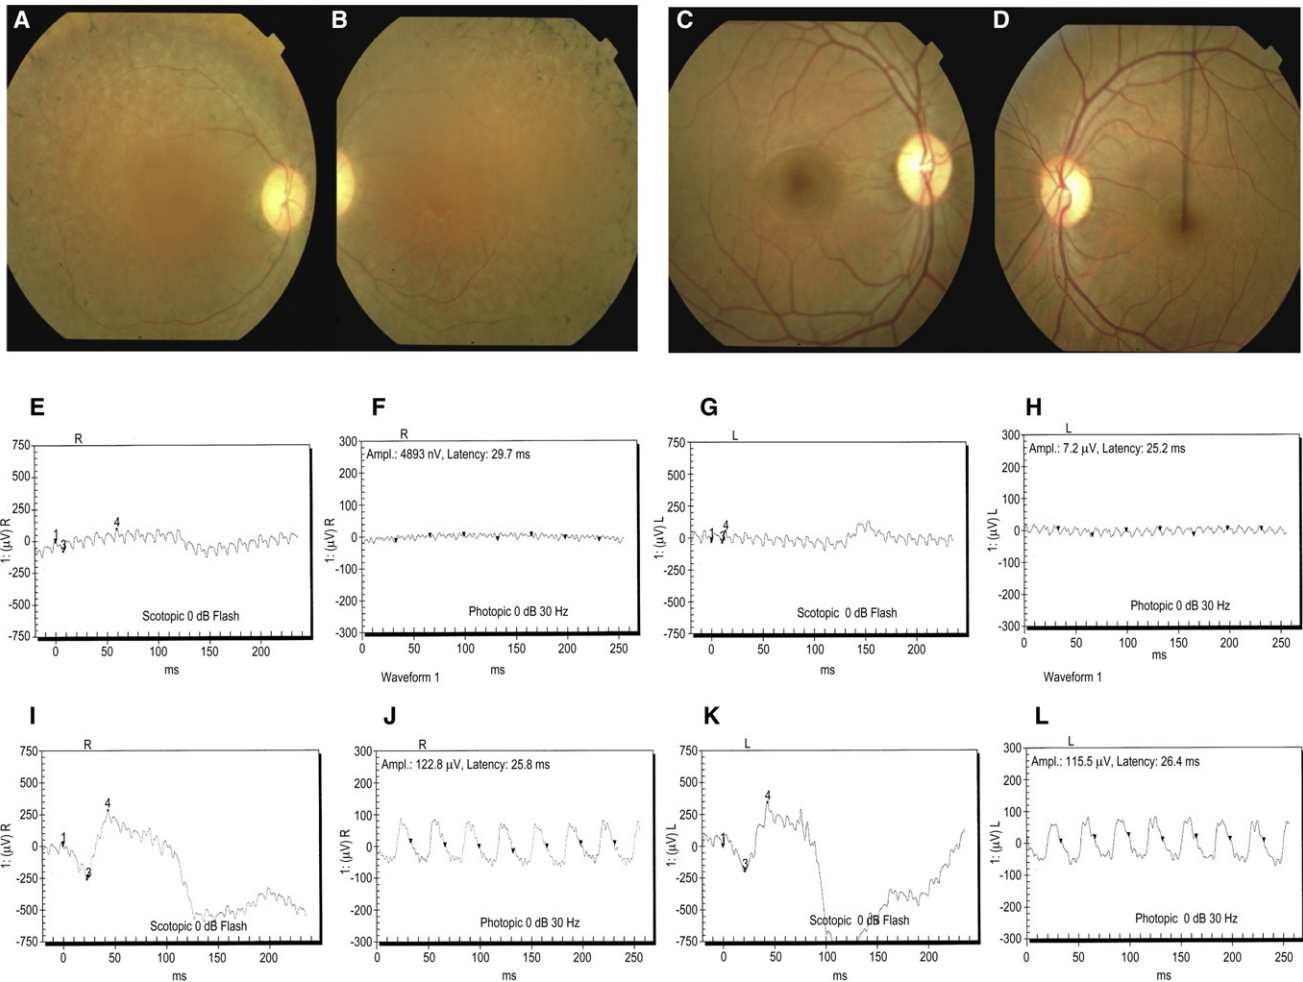 A B C D
E F G H
R R L L
Ampl.: 4893 nV, Latency: 29.7 ms
Ampl.: 7.2 µV, Latency: 25.2 ms
750 500 250 0 -250 -500 -750
1: (µV) R
1 3 4
Scotopic 0 dB Flash
0 50 100 150 200
ms
300 200 100 0 -100 -200 -300
1: (µV) R
Photopic 0 dB 30 Hz
0 50 100 150 200 250
ms
Waveform 1
750 500 250 0 -250 -500 -750
1: (µV) L
1 3 4
Scotopic 0 dB Flash
0 50 100 150 200
ms
300 200 100 0 -100 -200 -300
1: (µV) L
Photopic 0 dB 30 Hz
0 50 100 150 200 250
ms
Waveform 1
I J K L
R R L L
Ampl.: 122.8 µV, Latency: 25.8 ms
Ampl.: 115.5 µV, Latency: 26.4 ms
750 500 250 0 -250 -500 -750
1: (µV) R
1 3 4
Scotopic 0 dB Flash
0 50 100 150 200
ms
300 200 100 0 -100 -200 -300
1: (µV) R
Photopic 0 dB 30 Hz
0 50 100 150 200 250
ms
750 500 250 0 -250 -500 -750
1: (µV) L
1 3 4
Scotopic 0 dB Flash
0 50 100 150 200
ms
300 200 100 0 -100 -200 -300
1: (µV) L
Photopic 0 dB 30 Hz
0 50 100 150 200 250
ms